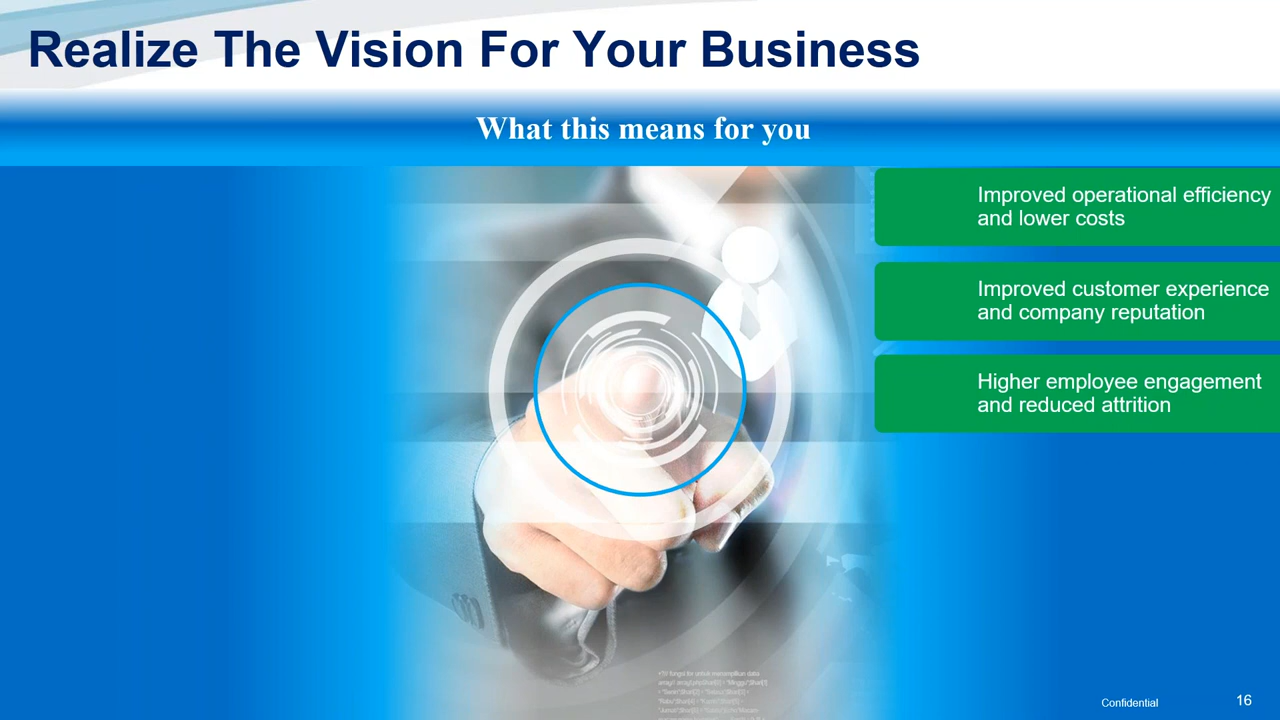 Realize The Vision For Your Business
What this means for you
Improved operational efficiency
and lower costs
Improved customer experience
and company reputation
Higher employee engagement
and reduced attrition
Confidential
16